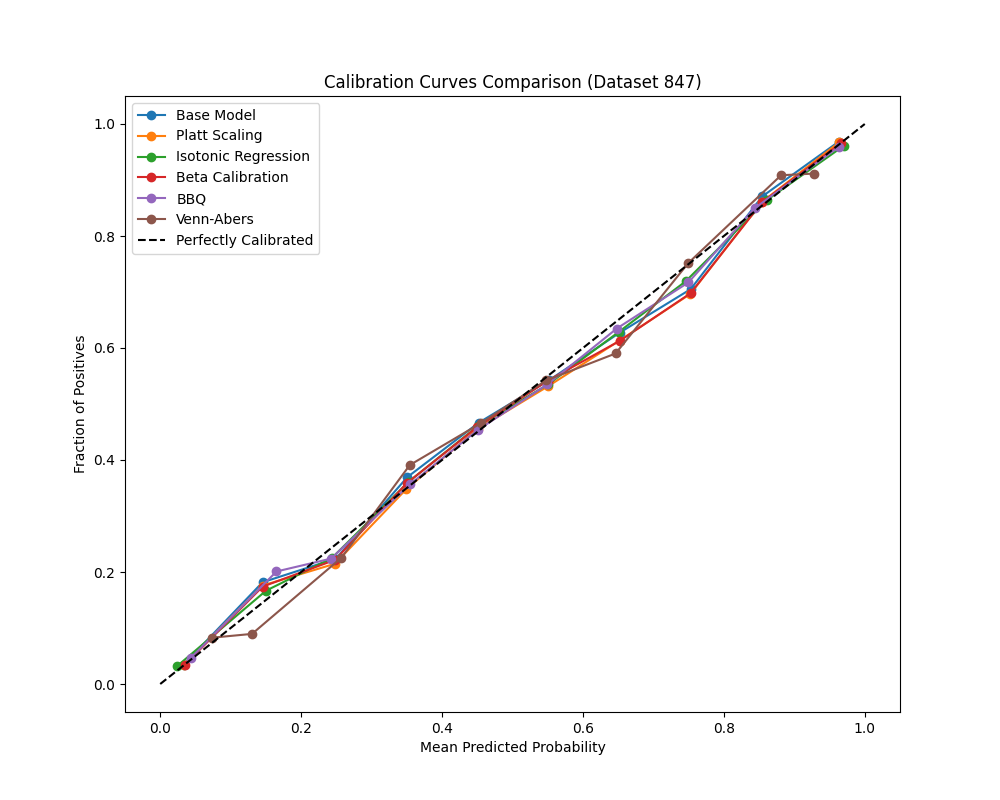 Calibration Curves Comparison (Dataset 847)
Base Model
Platt Scaling
Isotonic Regression
Beta Calibration
BBQ
Venn-Abers
Perfectly Calibrated
Fraction of Positives
1.0
0.8
0.6
0.4
0.2
0.0
0.0 0.2 0.4 0.6 0.8 1.0
Mean Predicted Probability